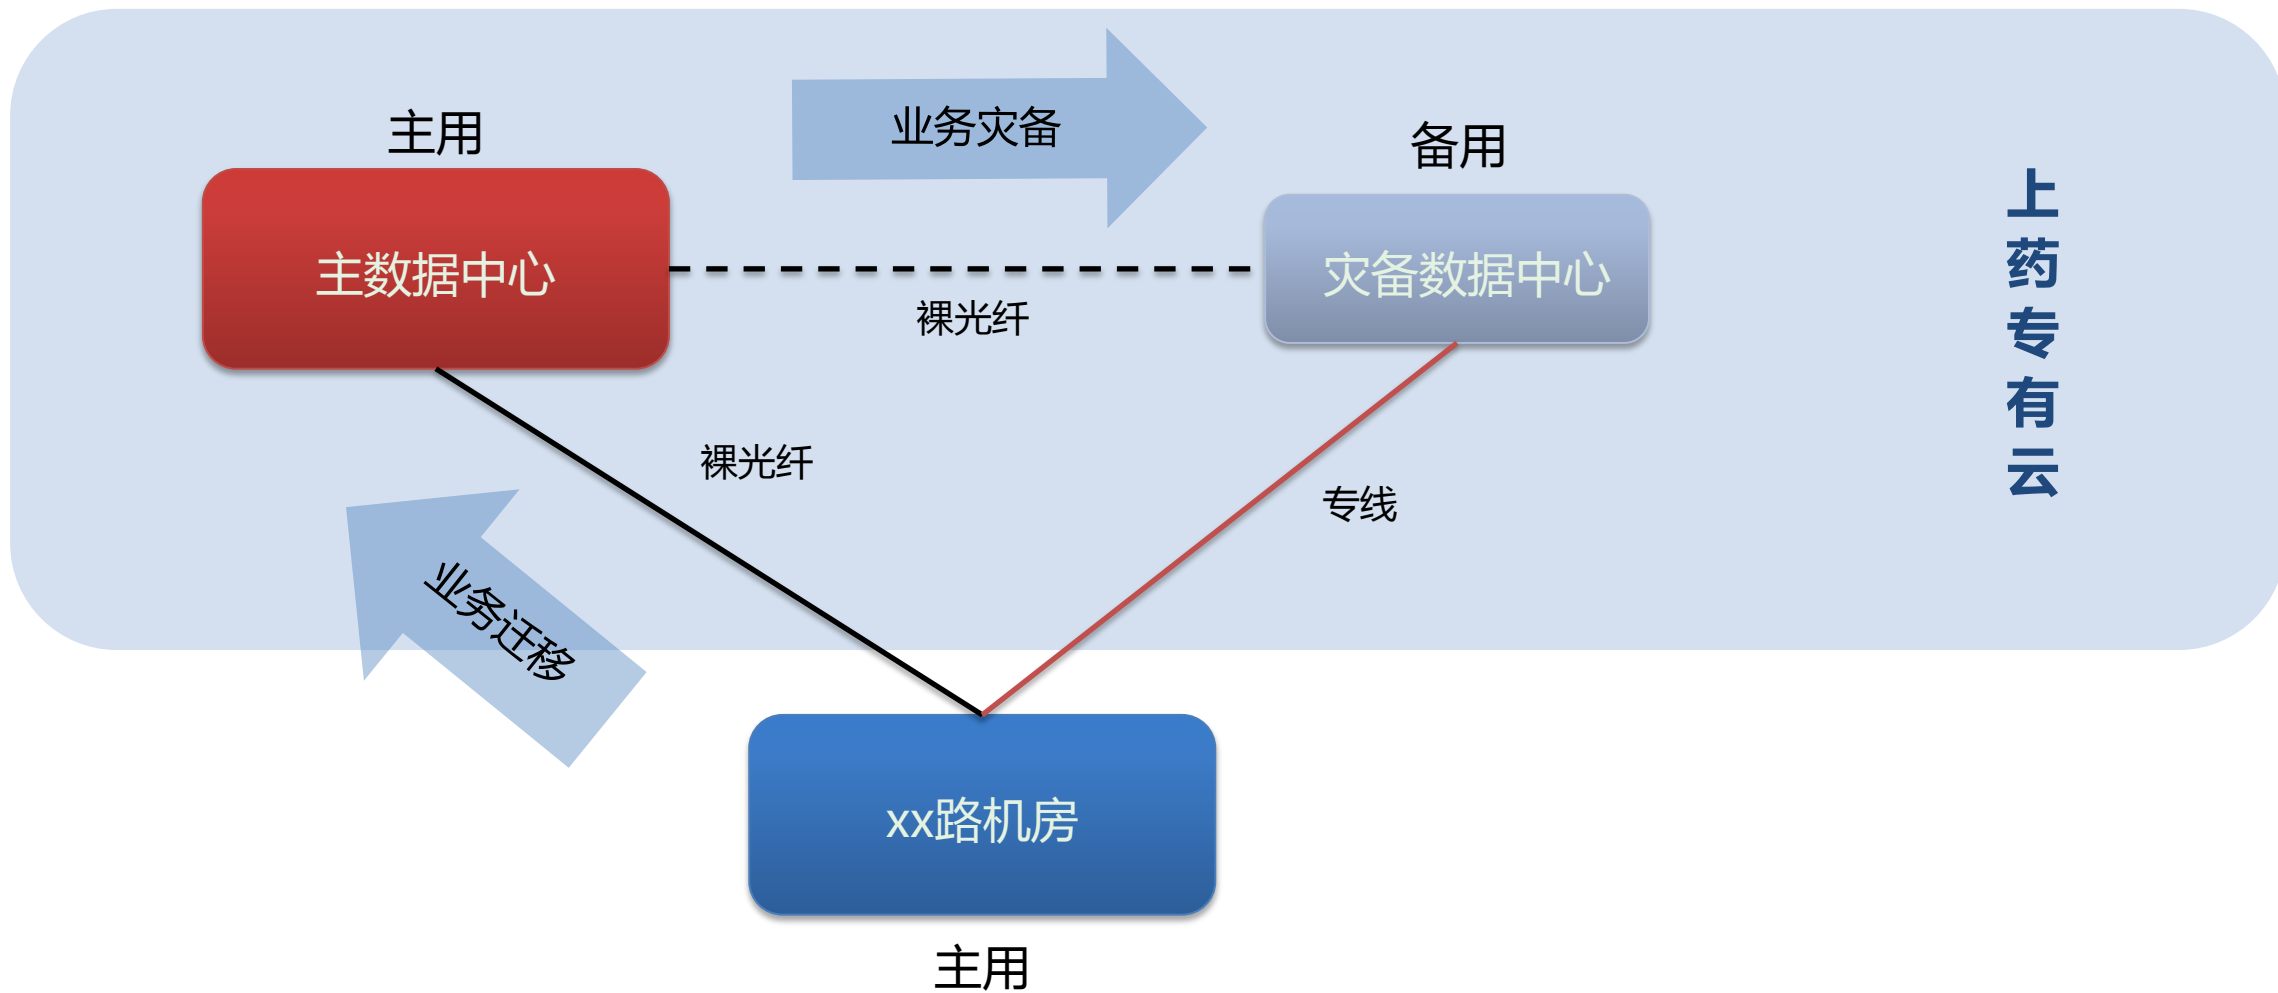 业务灾备
主用
备用
主数据中心
灾备数据中心
裸光纤
上药专有云
裸光纤
专线
业务迁移
xx路机房
主用